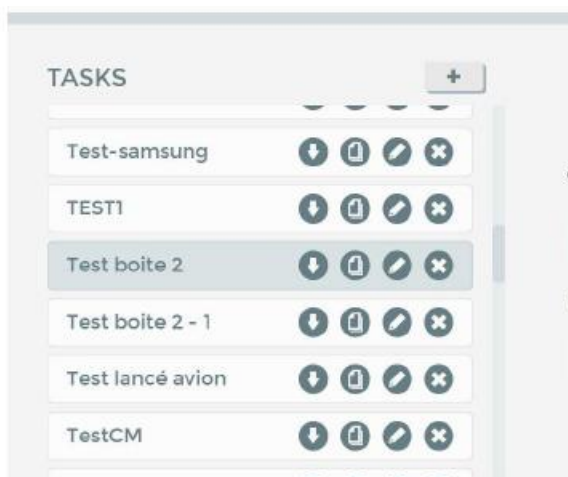 TASKS
+
Test-samsung
TEST1
Test boite 2
Test boite 2 - 1
Test lancé avion
TestCM